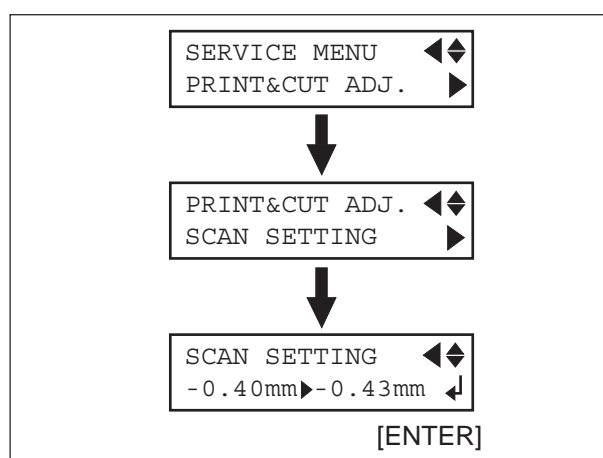 SERVICE MENU ◀◆
PRINT&CUT ADJ. ▶
PRINT&CUT ADJ. ◀◆
SCAN SETTING ▶
SCAN SETTING ◀◆
-0.40mm▶-0.43mm ↲
[ENTER]